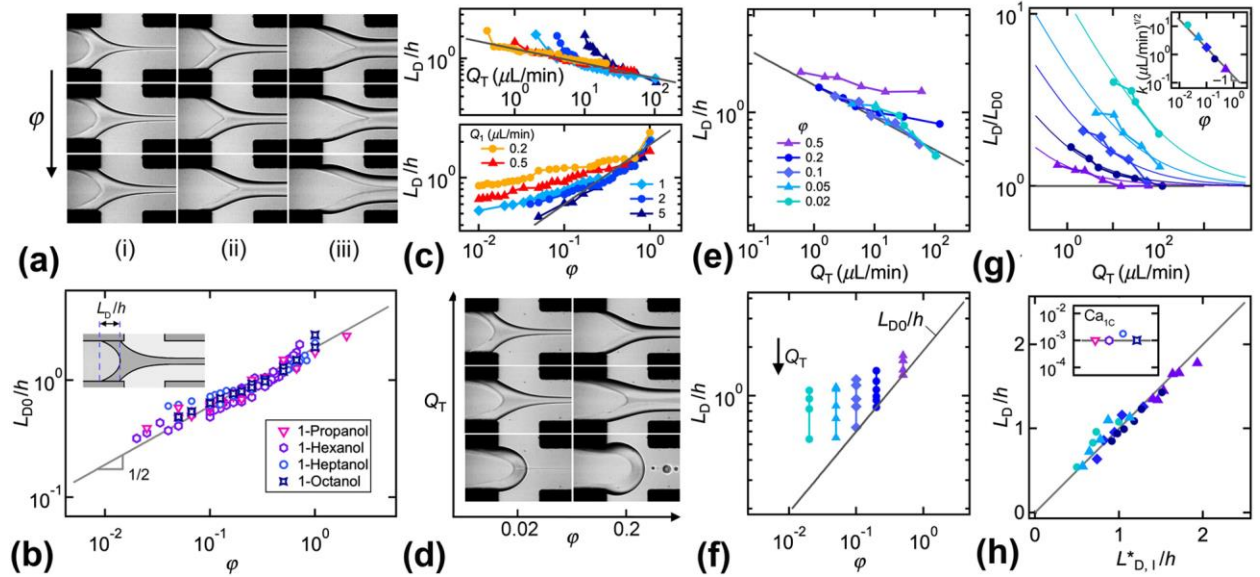 φ
(i)
(ii)
(iii)
(a)
L_D/h
L_D0/h
10^0
10^-1
1/2
10^-2
10^-1
10^0
φ
1-Propanol
1-Hexanol
1-Heptanol
1-Octanol
(b)
L_D/h
10^0
Q_T (μL/min)
10^0
10^1
10^2
Q_1 (μL/min)
0.2
0.5
1
2
5
L_D/h
10^0
10^-2
10^-1
10^0
φ
(c)
Q_T
0.02
0.2
φ
(d)
L_D/h
10^0
φ
0.5
0.2
0.1
0.05
0.02
10^-1
10^0
10^1
10^2
Q_T (μL/min)
(e)
L_D/h
10^0
Q_T
L_D0/h
10^-2
10^-1
10^0
φ
(f)
L_D/L_D0
10^1
10^0
10^0
10^2
Q_T (μL/min)
k (μL/min)^1/2
10^1
10^0
10^-1
10^-2
-1
10^0
φ
(g)
L_D/h
2
1
0
0
1
2
L*_D, I/h
Ca_1C
10^-2
10^-3
10^-4
(h)